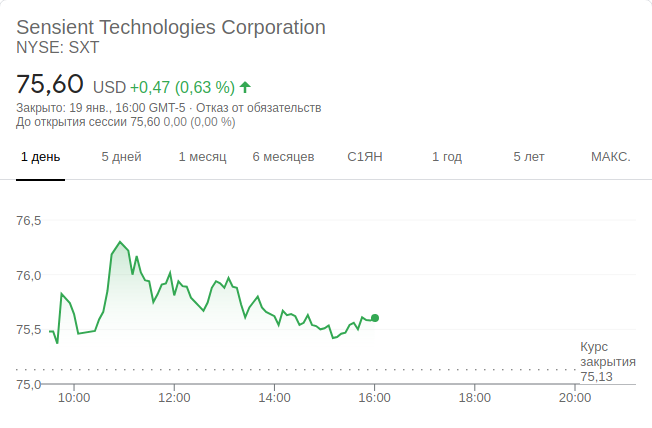 Sensient Technologies Corporation
NYSE: SXT
75,60 USD +0,47 (0,63 %)
Закрыто: 19 янв., 16:00 GMT-5 · Отказ от обязательств
До открытия сессии 75,60 0,00 (0,00 %)
1 день 5 дней 1 месяц 6 месяцев С1ЯН 1 год 5 лет МАКС.
76,5
76,0
75,5
Курс
закрытия
75,13
75,0
10:00 12:00 14:00 16:00 18:00 20:00